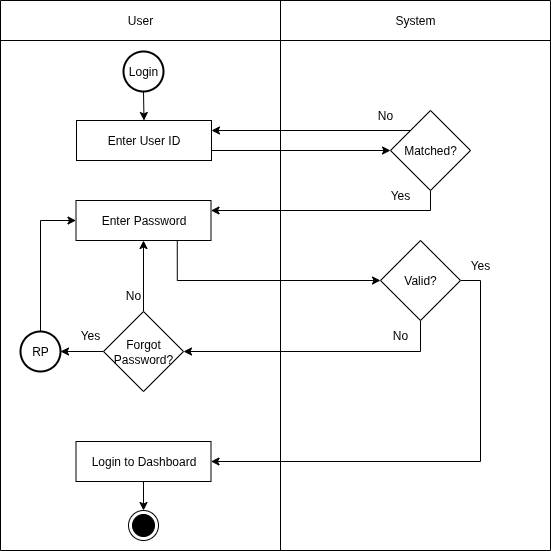 User
System
Login
Enter User ID
No
Matched?
Yes
Enter Password
Valid?
Yes
No
No
Forgot
Password?
Yes
RP
Login to Dashboard